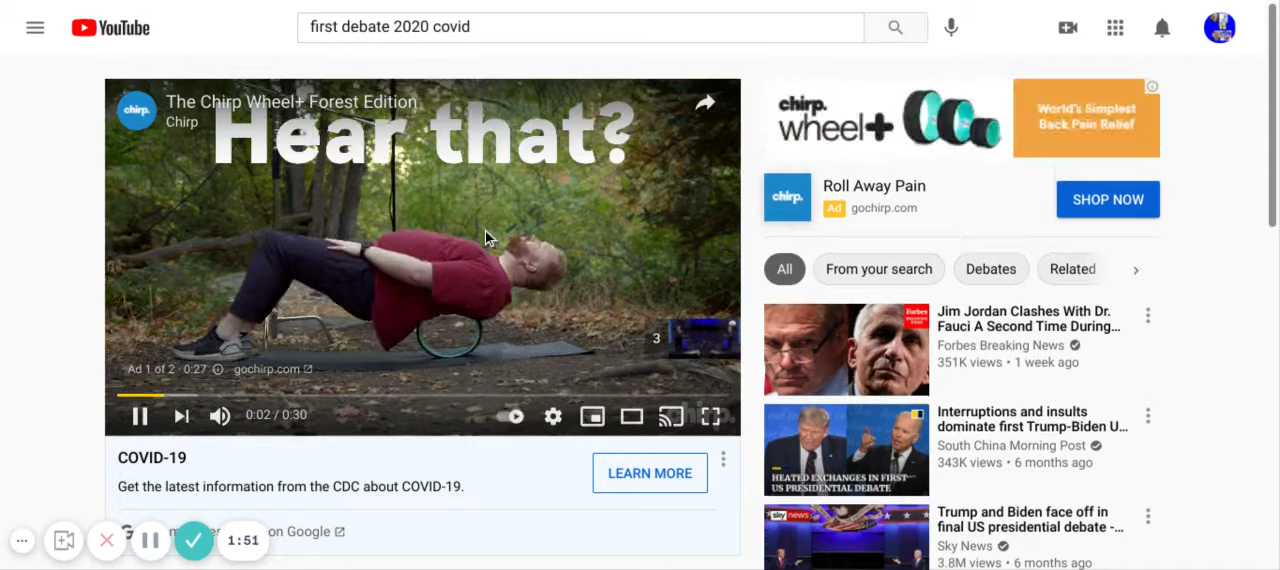 YouTube
first debate 2020 covid
chirp.
The Chirp Wheel+ Forest Edition
Chirp
Hear that?
3
Ad 1 of 2 · 0:27
gochirp.com
0:02 / 0:30
COVID-19
Get the latest information from the CDC about COVID-19.
LEARN MORE
on Google
1:51
chirp.
wheel+
World's Simplest
Back Pain Relief
chirp.
Roll Away Pain
Ad gochirp.com
SHOP NOW
All
From your search
Debates
Related
Forbes
Jim Jordan Clashes With Dr.
Fauci A Second Time During...
Forbes Breaking News
351K views • 1 week ago
HEATED EXCHANGES IN FIRST
US PRESIDENTIAL DEBATE
Interruptions and insults
dominate first Trump-Biden U...
South China Morning Post
343K views • 6 months ago
sky news
Trump and Biden face off in
final US presidential debate -...
Sky News
3.8M views • 6 months ago